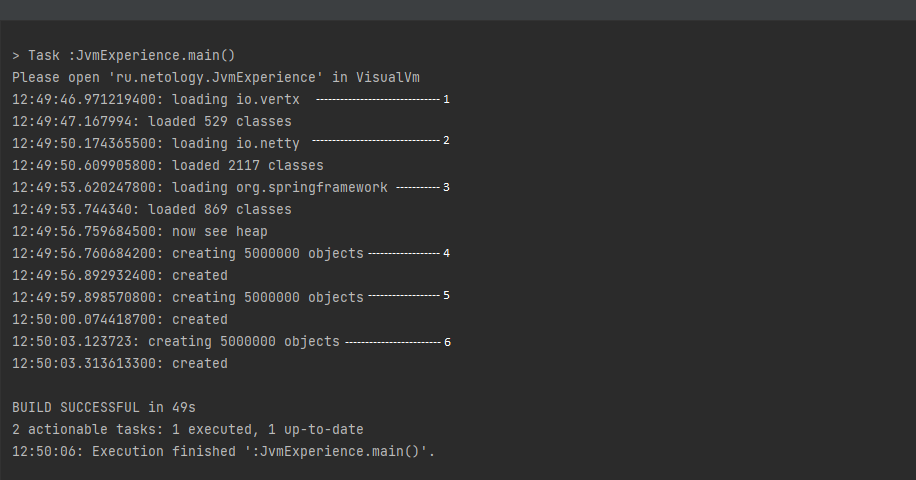 > Task :JvmExperience.main()
Please open 'ru.netology.JvmExperience' in VisualVm
12:49:46.971219400: loading io.vertx ------------------------------- 1
12:49:47.167994: loaded 529 classes
12:49:50.174365500: loading io.netty -------------------------------- 2
12:49:50.609905800: loaded 2117 classes
12:49:53.620247800: loading org.springframework ----------- 3
12:49:53.744340: loaded 869 classes
12:49:56.759684500: now see heap
12:49:56.760684200: creating 5000000 objects ------------------ 4
12:49:56.892932400: created
12:49:59.898570800: creating 5000000 objects ------------------ 5
12:50:00.074418700: created
12:50:03.123723: creating 5000000 objects ------------------------ 6
12:50:03.313613300: created
BUILD SUCCESSFUL in 49s
2 actionable tasks: 1 executed, 1 up-to-date
12:50:06: Execution finished ':JvmExperience.main()'.